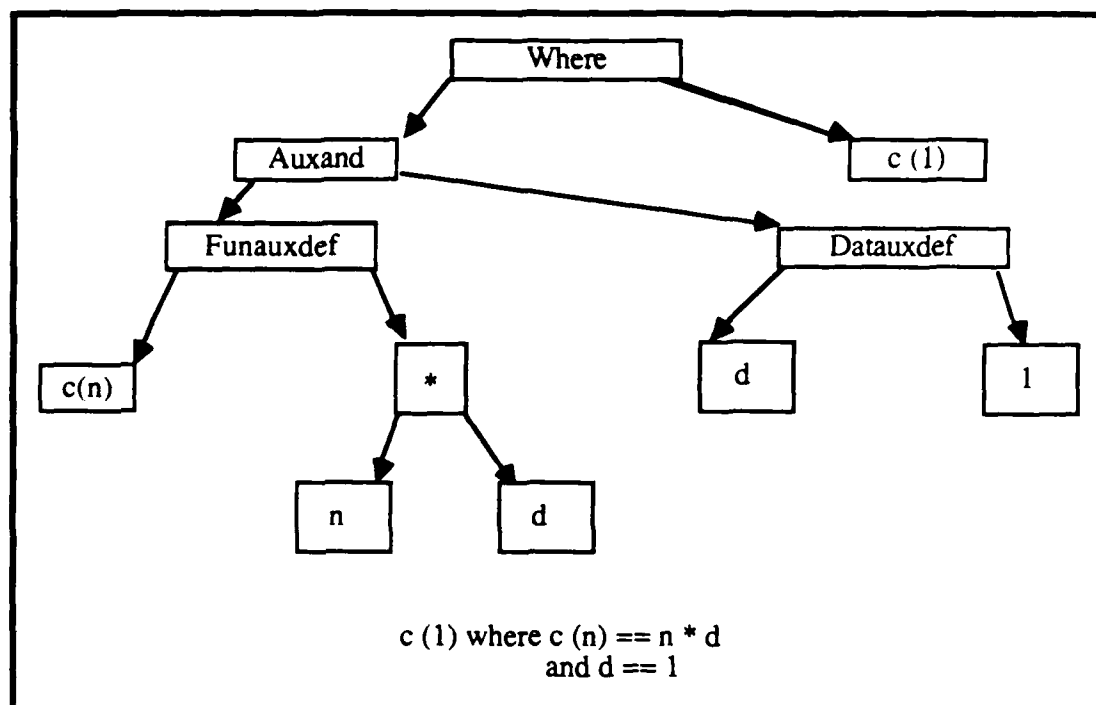 Where
Auxand
c (1)
Funauxdef
Datauxdef
c(n)
*
d
1
n
d
c (1) where c (n) == n * d
and d == 1